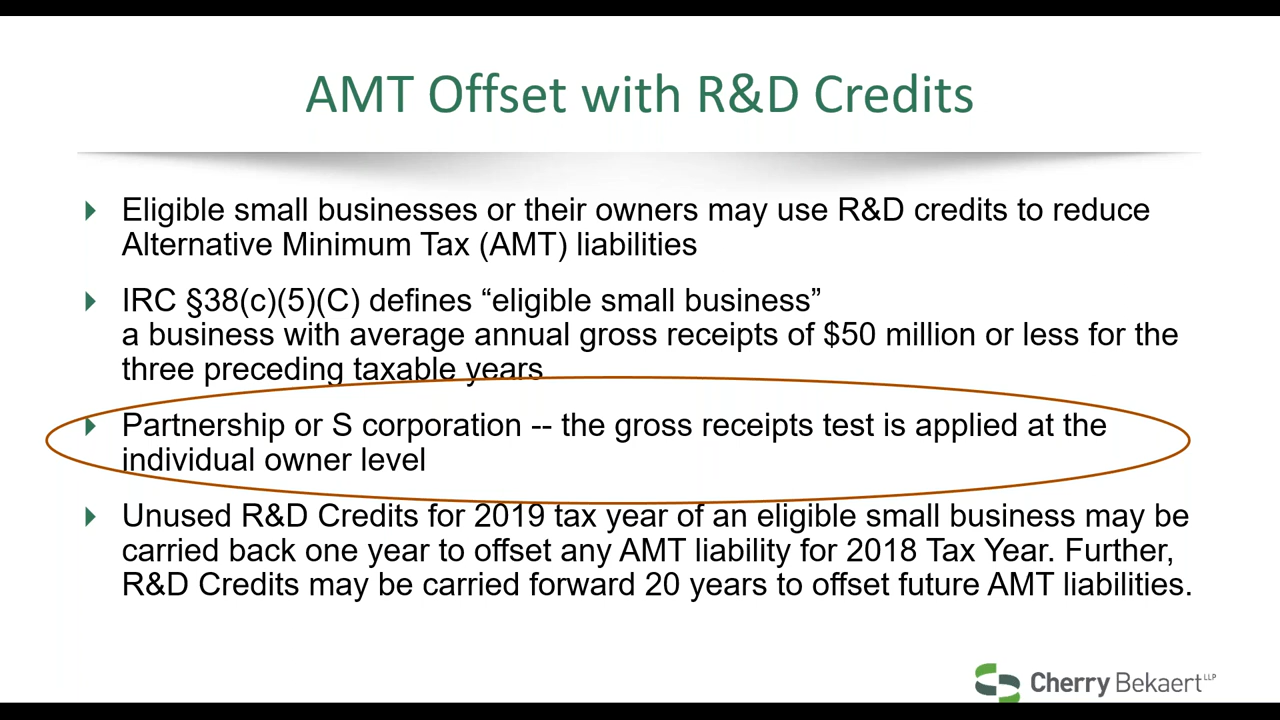 AMT Offset with R&D Credits
Eligible small businesses or their owners may use R&D credits to reduce
Alternative Minimum Tax (AMT) liabilities
IRC §38(c)(5)(C) defines “eligible small business”
a business with average annual gross receipts of $50 million or less for the
three preceding taxable years
Partnership or S corporation -- the gross receipts test is applied at the
individual owner level
Unused R&D Credits for 2019 tax year of an eligible small business may be
carried back one year to offset any AMT liability for 2018 Tax Year. Further,
R&D Credits may be carried forward 20 years to offset future AMT liabilities.
Cherry Bekaert LLP